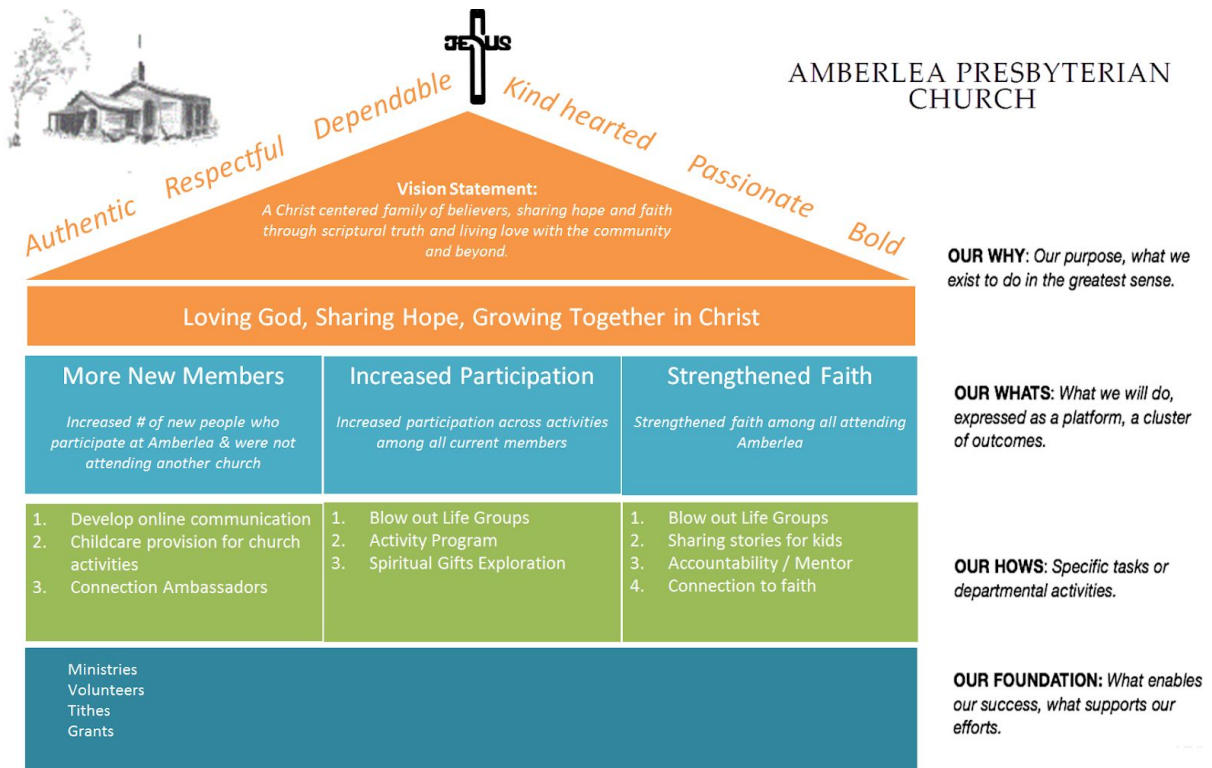 JESUS
AMBERLEA PRESBYTERIAN
CHURCH
Authentic Respectful Dependable Kind hearted Passionate Bold
Vision Statement:
A Christ centered family of believers, sharing hope and faith
through scriptural truth and living love with the community
and beyond.
OUR WHY: Our purpose, what we
exist to do in the greatest sense.
Loving God, Sharing Hope, Growing Together in Christ
More New Members
Increased # of new people who
participate at Amberlea & were not
attending another church
Increased Participation
Increased participation across activities
among all current members
Strengthened Faith
Strengthened faith among all attending
Amberlea
OUR WHATS: What we will do,
expressed as a platform, a cluster
of outcomes.
1. Develop online communication
2. Childcare provision for church
activities
3. Connection Ambassadors
1. Blow out Life Groups
2. Activity Program
3. Spiritual Gifts Exploration
1. Blow out Life Groups
2. Sharing stories for kids
3. Accountability / Mentor
4. Connection to faith
OUR HOWS: Specific tasks or
departmental activities.
Ministries
Volunteers
Tithes
Grants
OUR FOUNDATION: What enables
our success, what supports our
efforts.